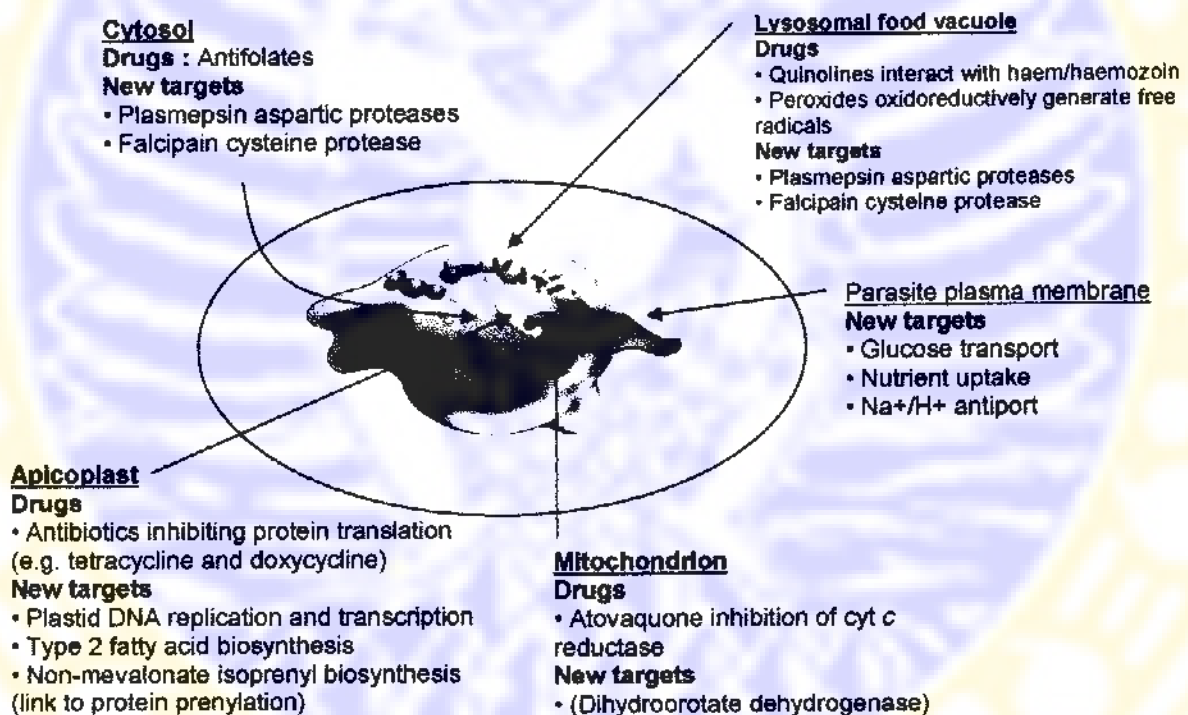 Cytosol
Drugs : Antifolates
New targets
• Plasmepsin aspartic proteases
• Falcipain cysteine protease
Lysosomal food vacuole
Drugs
• Quinolines interact with haem/haemozoin
• Peroxides oxidoreductively generate free
radicals
New targets
• Plasmepsin aspartic proteases
• Falcipain cysteine protease
Parasite plasma membrane
New targets
• Glucose transport
• Nutrient uptake
• Na+/H+ antiport
Apicoplast
Drugs
• Antibiotics inhibiting protein translation
(e.g. tetracycline and doxycycline)
New targets
• Plastid DNA replication and transcription
• Type 2 fatty acid biosynthesis
• Non-mevalonate isoprenyl biosynthesis
(link to protein prenylation)
Mitochondrion
Drugs
• Atovaquone inhibition of cyt c
reductase
New targets
• (Dihydroorotate dehydrogenase)